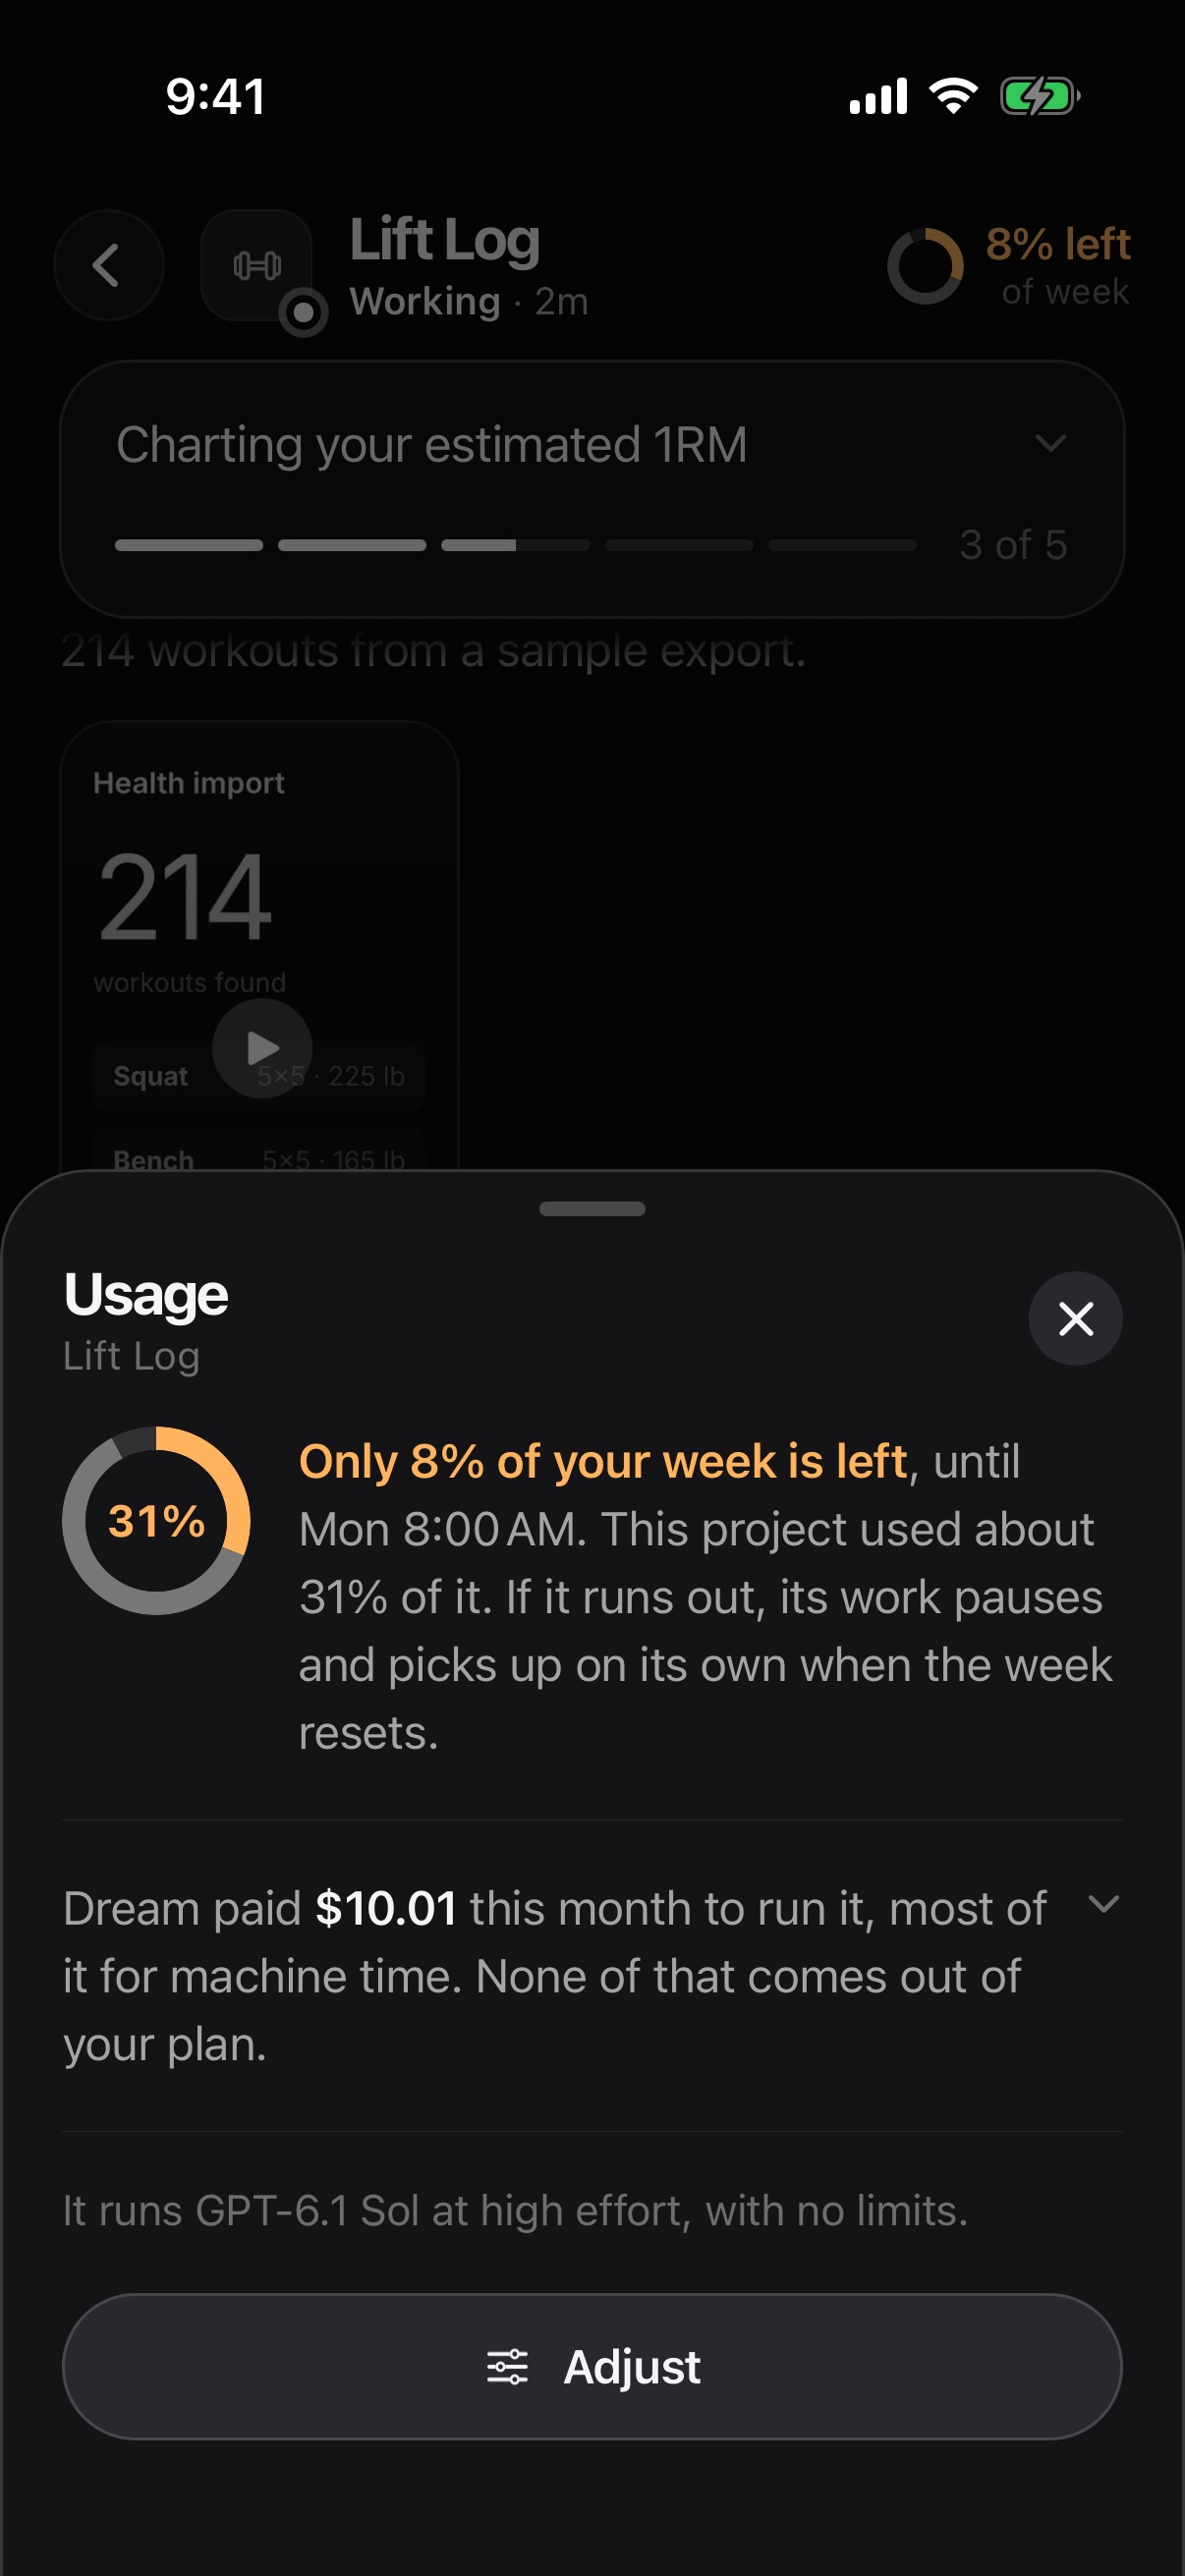 9:41
Lift Log
Working · 2m
8% left
of week
Charting your estimated 1RM
3 of 5
214 workouts from a sample export.
Health import
214
workouts found
Squat 5×5 · 225 lb
Bench 5×5 · 165 lb
Usage
Lift Log
31%
Only 8% of your week is left, until
Mon 8:00 AM. This project used about
31% of it. If it runs out, its work pauses
and picks up on its own when the week
resets.
Dream paid $10.01 this month to run it, most of
it for machine time. None of that comes out of
your plan.
It runs GPT-6.1 Sol at high effort, with no limits.
Adjust